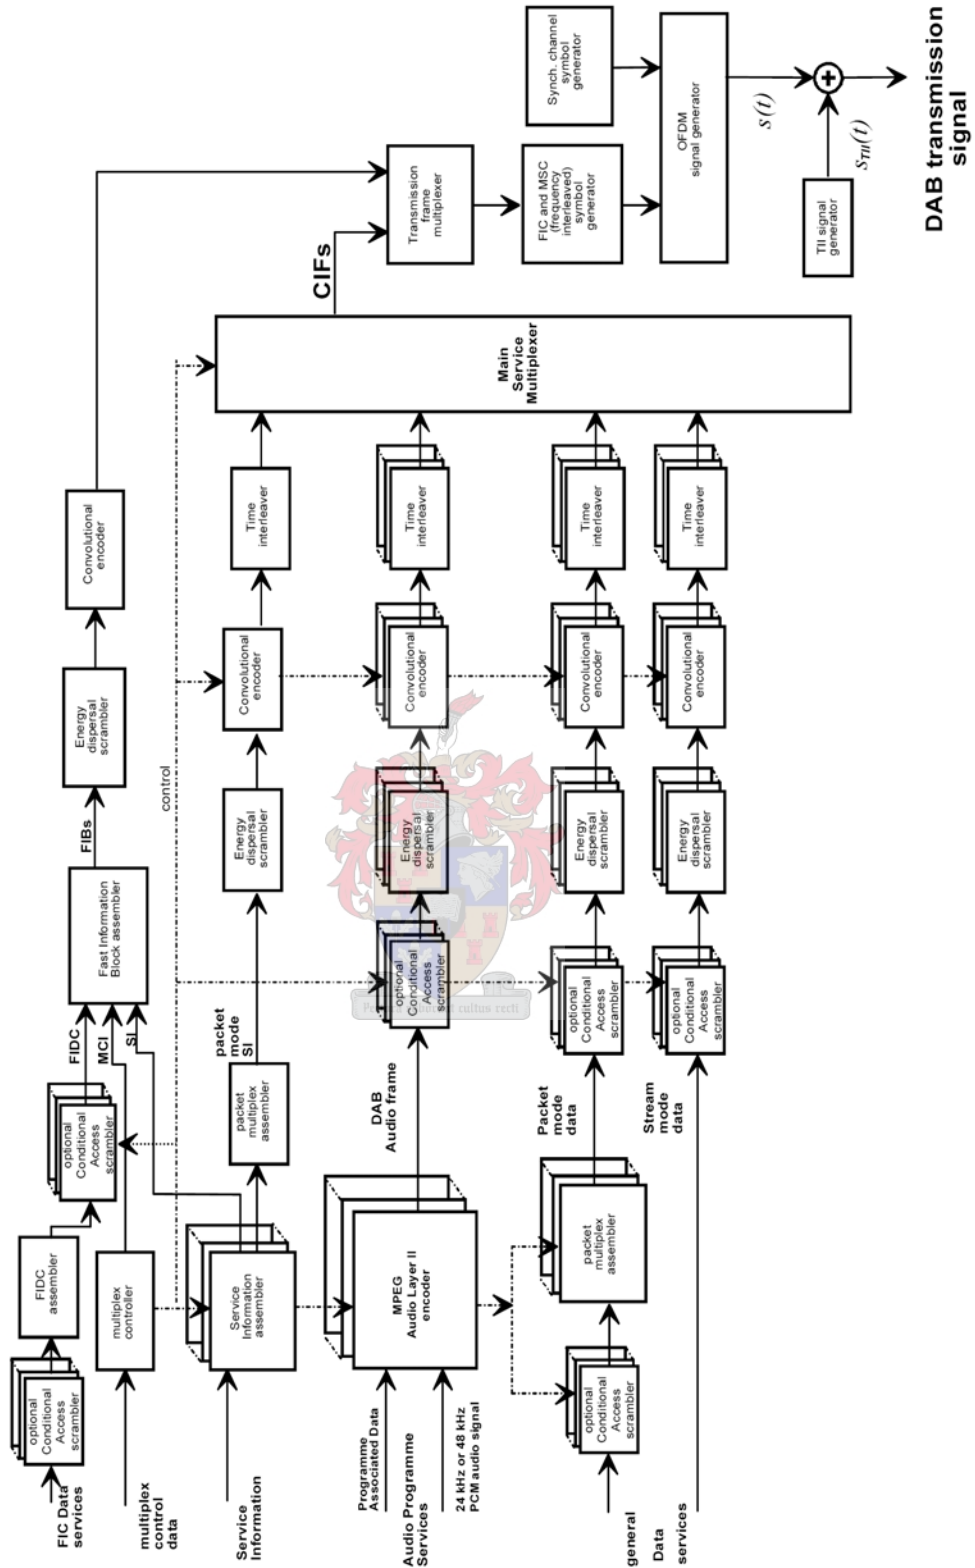 FIC Data
services
optional
Conditional
Access
scrambler
FIDC
assembler
optional
Conditional
Access
scrambler
FIDC
MCI
SI
Fast Information
Block assembler
FIBs
Energy
dispersal
scrambler
Convolutional
encoder
multiplex
control
data
multiplex
controller
control
Service
Information
Service
Information
assembler
packet
multiplex
assembler
packet
mode
SI
Energy
dispersal
scrambler
Convolutional
encoder
Time
interleaver
Programme
Associated Data
Audio Programme
Services
24 kHz or 48 kHz
PCM audio signal
MPEG
Audio Layer II
encoder
DAB
Audio frame
optional
Conditional
Access
scrambler
Energy
dispersal
scrambler
Convolutional
encoder
Time
interleaver
general
Data
services
optional
Conditional
Access
scrambler
packet
multiplex
assembler
Packet
mode
data
optional
Conditional
Access
scrambler
Energy
dispersal
scrambler
Convolutional
encoder
Time
interleaver
Stream
mode
data
optional
Conditional
Access
scrambler
Energy
dispersal
scrambler
Convolutional
encoder
Time
interleaver
Main
Service
Multiplexer
CIFs
Transmission
frame
multiplexer
FIC and MSC
(frequency
interleaved)
symbol
generator
Synch. channel
symbol
generator
OFDM
signal generator
s(t)
TII signal
generator
s_TII(t)
+
DAB transmission
signal
cultus recti